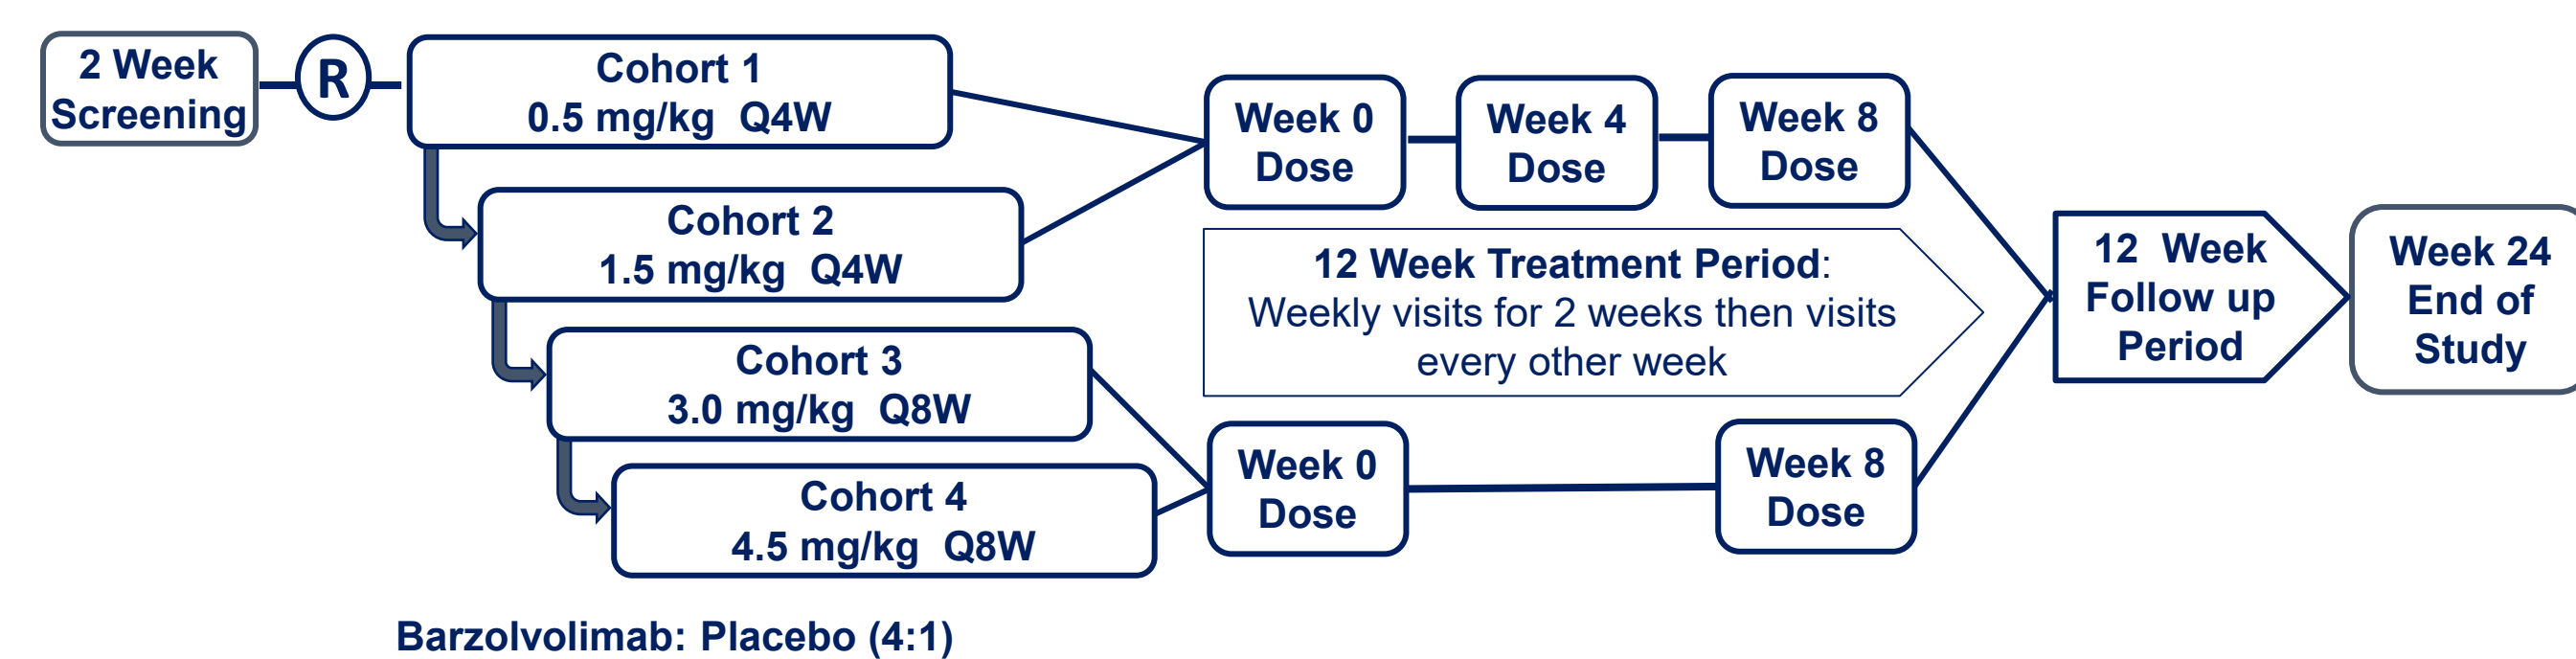 2 Week
Screening
R
Cohort 1
0.5 mg/kg Q4W
Cohort 2
1.5 mg/kg Q4W
Cohort 3
3.0 mg/kg Q8W
Cohort 4
4.5 mg/kg Q8W
Week 0
Dose
Week 4
Dose
Week 8
Dose
12 Week Treatment Period:
Weekly visits for 2 weeks then visits
every other week
Week 0
Dose
Week 8
Dose
12 Week
Follow up
Period
Week 24
End of
Study
Barzolvolimab: Placebo (4:1)